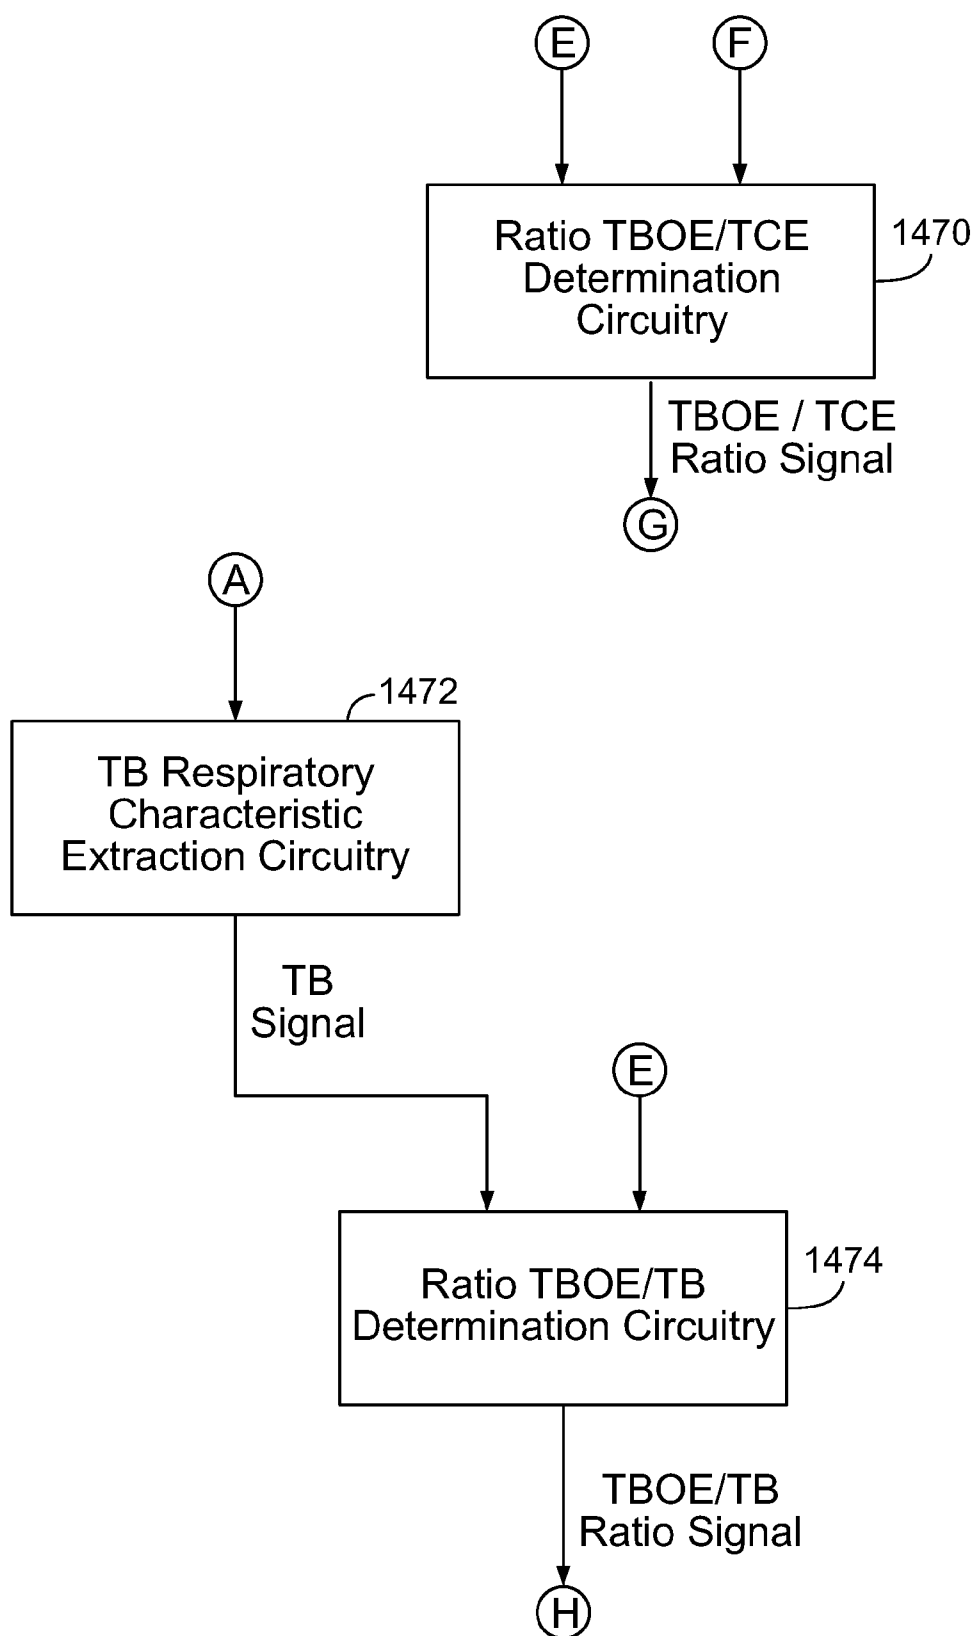 E
F
Ratio TBOE/TCE
Determination
Circuitry
1470
TBOE / TCE
Ratio Signal
G
A
1472
TB Respiratory
Characteristic
Extraction Circuitry
TB
Signal
E
Ratio TBOE/TB
Determination Circuitry
1474
TBOE/TB
Ratio Signal
H